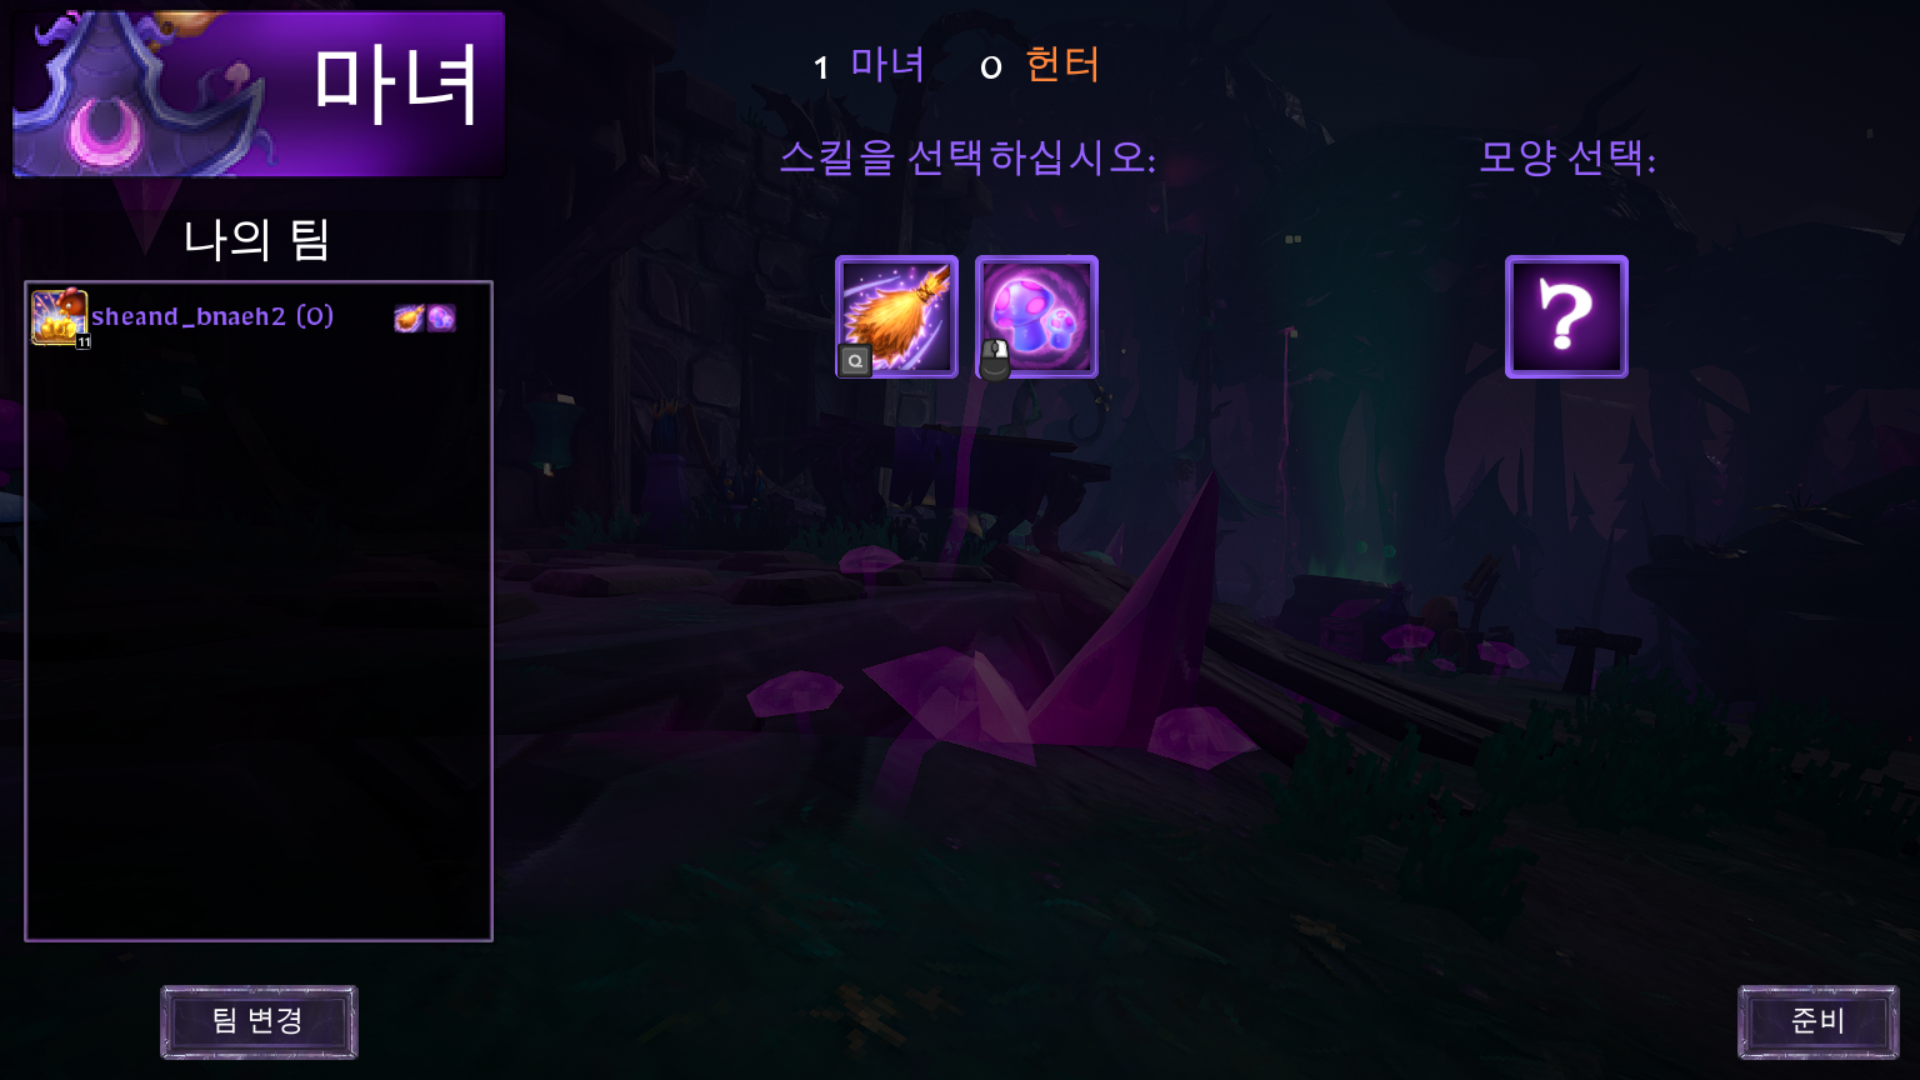 마녀
1 마녀 0 헌터
스킬을 선택하십시오:
모양 선택:
나의 팀
sheand_bnaeh2 (0)
11
Q
?
팀 변경
준비